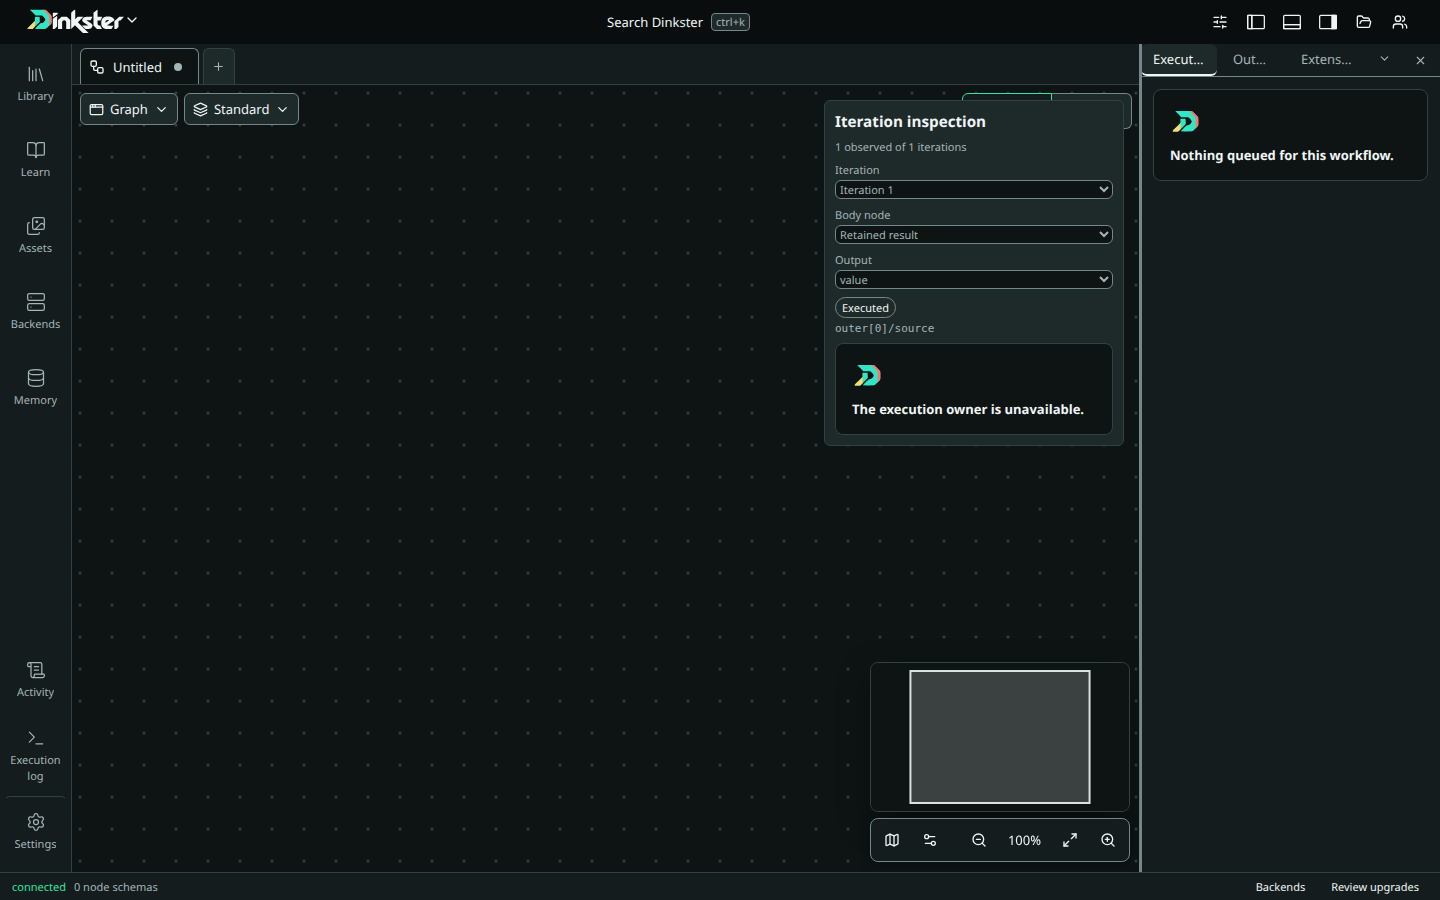 Dinkster
Search Dinkster ctrl+k
Library
Learn
Assets
Backends
Memory
Activity
Execution
log
Settings
Untitled
Graph
Standard
Iteration inspection
1 observed of 1 iterations
Iteration
Iteration 1
Body node
Retained result
Output
value
Executed
outer[0]/source
The execution owner is unavailable.
100%
Execut... Out... Extens...
Nothing queued for this workflow.
connected 0 node schemas
Backends Review upgrades